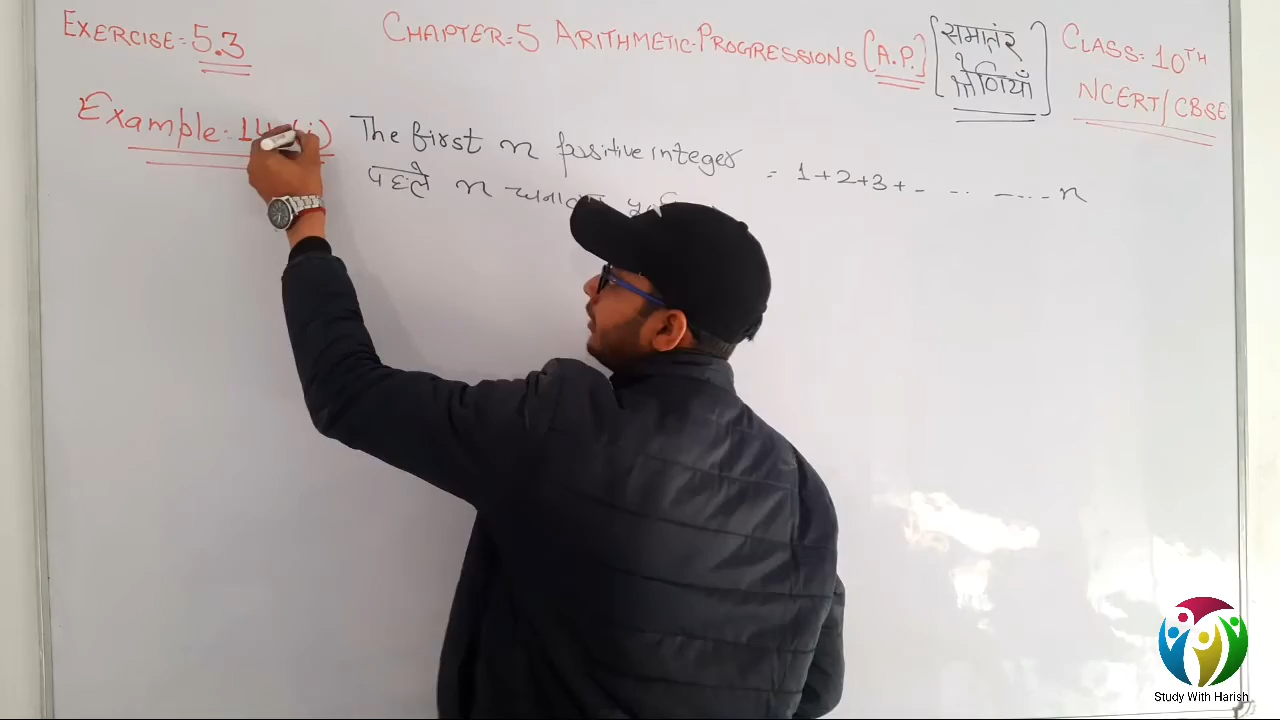 EXERCISE:- 5.3
CHAPTER:-5 ARITHMETIC-PROGRESSIONS (A.P.) [समातंर श्रेणियाँ]
CLASS:- 10TH
NCERT/CBSE
Example:- 14
The first n positive integer = 1+2+3+- -.. -.... n
पहले n
Study With Harish